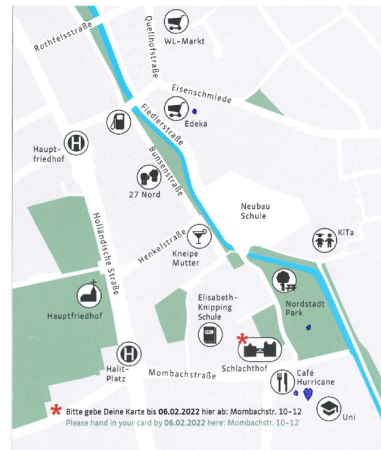 WL-Markt
Rothfelsstraße
Quellhofstraße
Eisenschmiede
Fiedlerstraße
Edeka
H
Haupt-
friedhof
Bunsenstraße
27 Nord
Neubau
Schule
Holländische Straße
Henkelstraße
Kneipe
Mutter
KiTa
Hauptfriedhof
Elisabeth-
Knipping
Schule
Nordstadt
Park
H
Halit-
Platz
Mombachstraße
Schlachthof
Café
Hurricane
Uni
* Bitte gebe Deine Karte bis 06.02.2022 hier ab: Mombachstr. 10-12
Please hand in your card by 06.02.2022 here: Mombachstr. 10-12